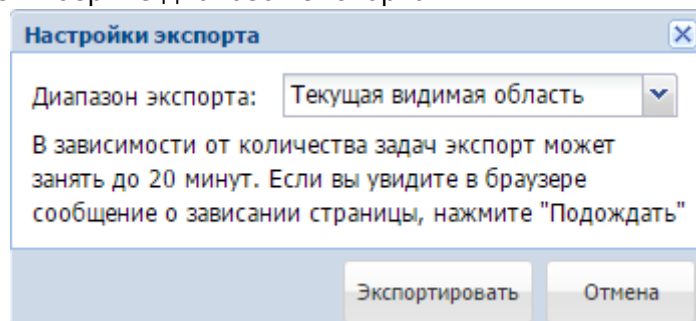 Настройки экспорта
Диапазон экспорта: Текущая видимая область
В зависимости от количества задач экспорт может
занять до 20 минут. Если вы увидите в браузере
сообщение о зависании страницы, нажмите "Подождать"
Экспортировать Отмена